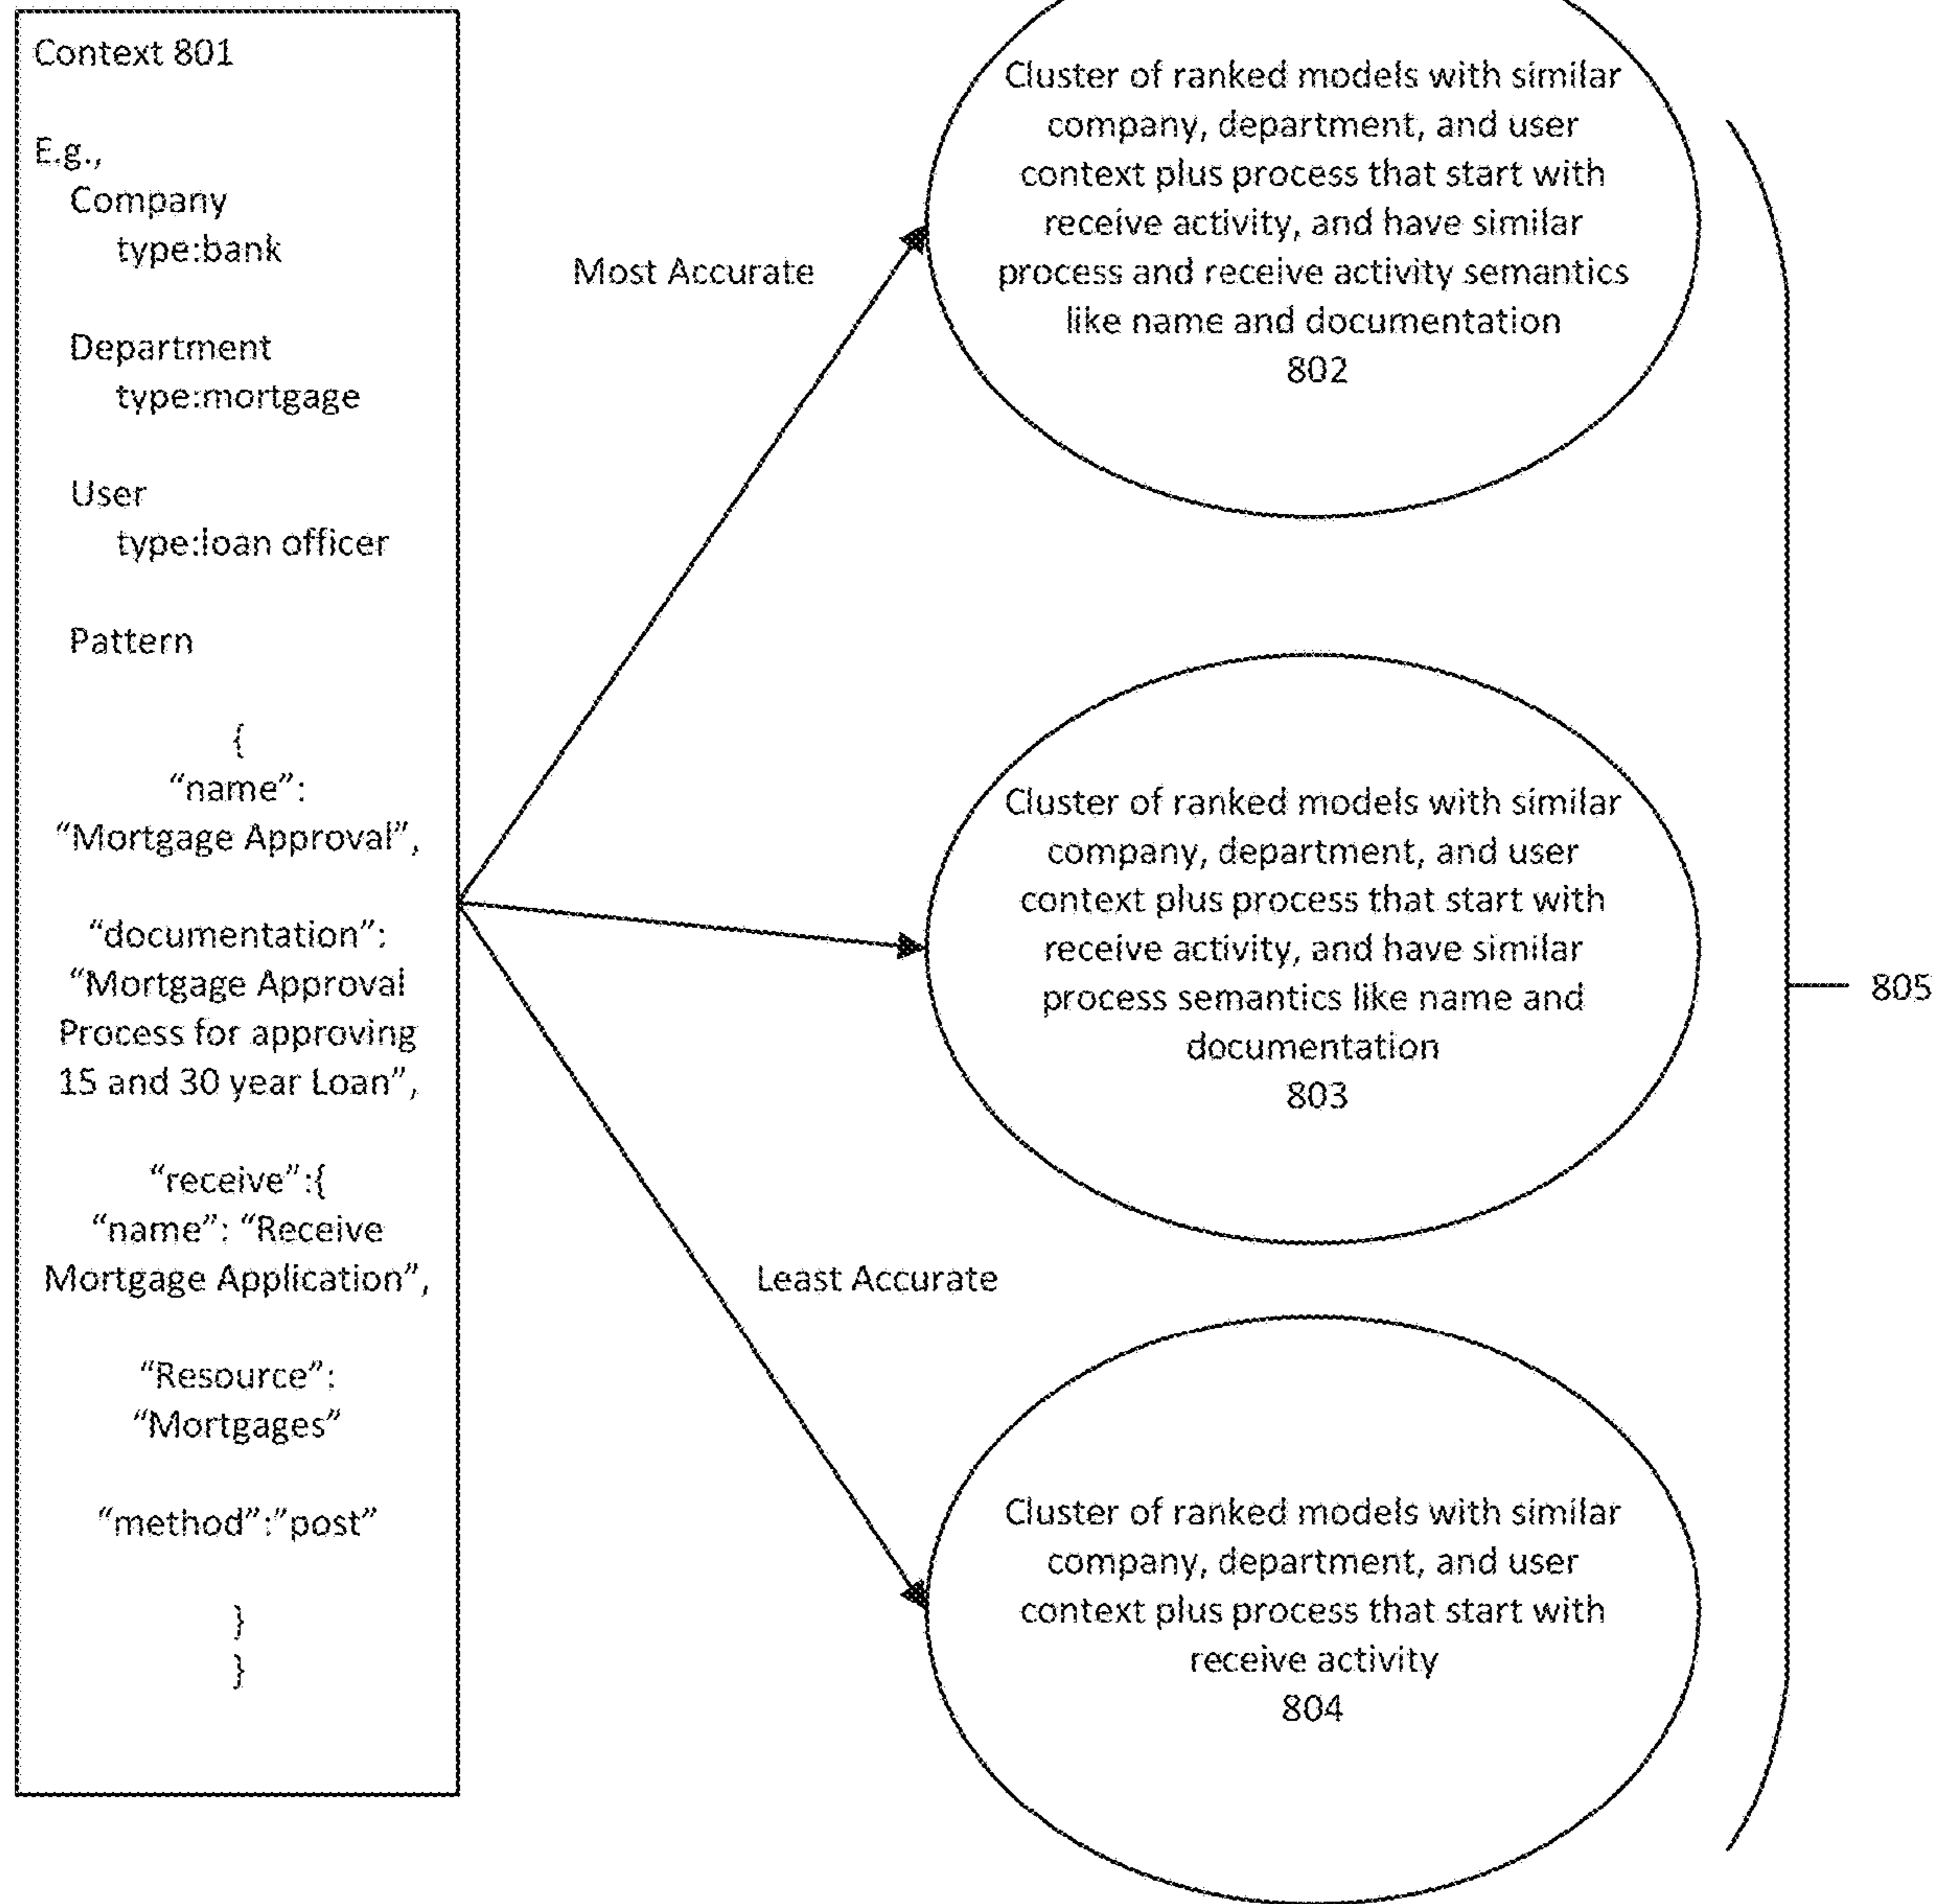 Context 801
E.g.,
Company
type:bank
Department
type:mortgage
User
type:loan officer
Pattern
{
“name”:
“Mortgage Approval”,
“documentation”:
“Mortgage Approval
Process for approving
15 and 30 year Loan”,
“receive”:{
“name”: “Receive
Mortgage Application”,
“Resource”:
“Mortgages”
“method”:”post”
}
}
Most Accurate
Least Accurate
Cluster of ranked models with similar
company, department, and user
context plus process that start with
receive activity, and have similar
process and receive activity semantics
like name and documentation
802
Cluster of ranked models with similar
company, department, and user
context plus process that start with
receive activity, and have similar
process semantics like name and
documentation
803
Cluster of ranked models with similar
company, department, and user
context plus process that start with
receive activity
804
805